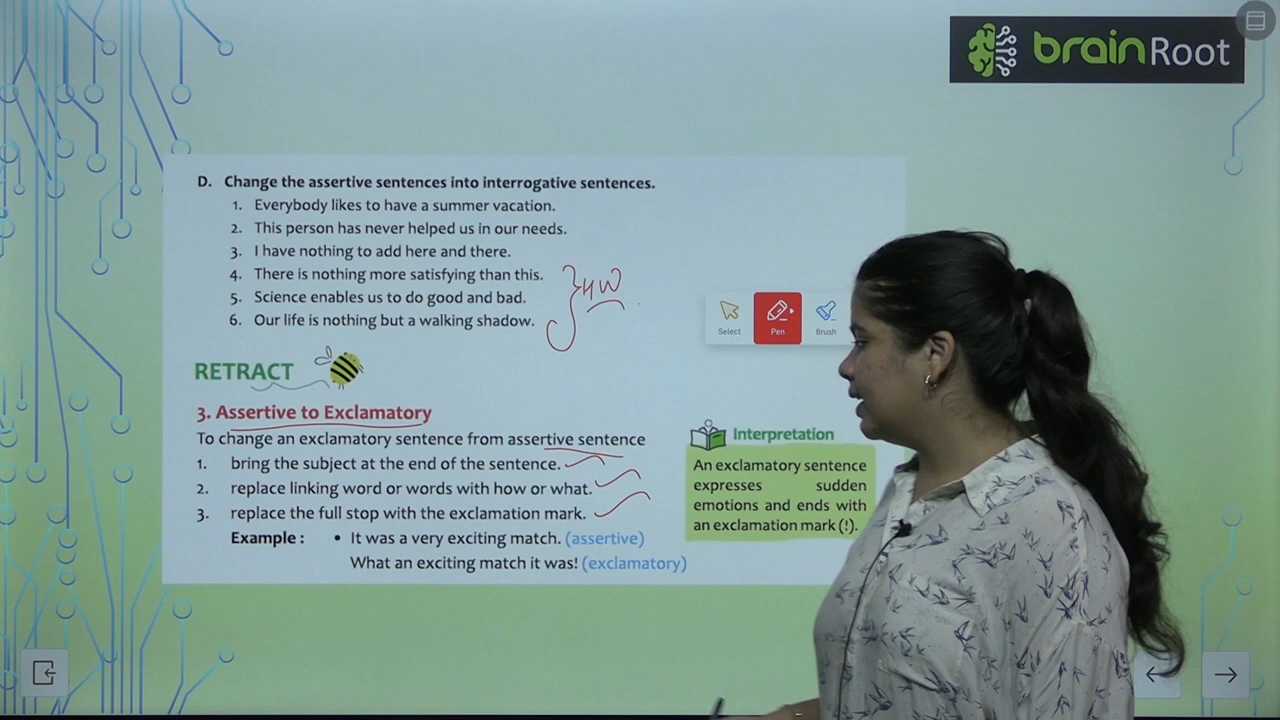 brainRoot
D. Change the assertive sentences into interrogative sentences.
1. Everybody likes to have a summer vacation.
2. This person has never helped us in our needs.
3. I have nothing to add here and there.
4. There is nothing more satisfying than this.
5. Science enables us to do good and bad.
6. Our life is nothing but a walking shadow.
HW
Select
Pen
Brush
RETRACT
3. Assertive to Exclamatory
To change an exclamatory sentence from assertive sentence
1. bring the subject at the end of the sentence.
2. replace linking word or words with how or what.
3. replace the full stop with the exclamation mark.
Example : • It was a very exciting match. (assertive)
What an exciting match it was! (exclamatory)
Interpretation
An exclamatory sentence
expresses sudden
emotions and ends with
an exclamation mark (!).